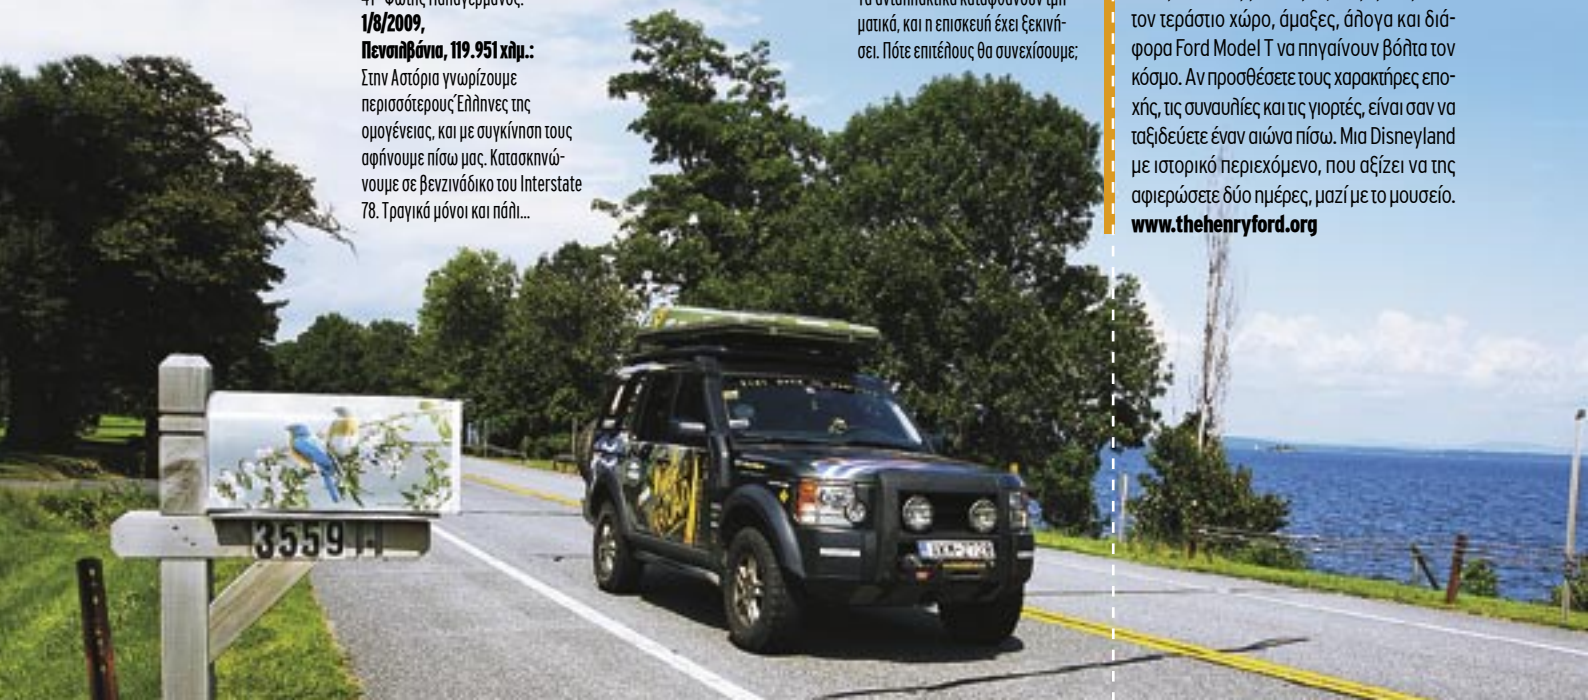 1/8/2009,
Πενσιλβάνια, 119.951 χλμ.:
Στην Αστόρια γνωρίζουμε
περισσότερους Έλληνες της
ομογένειας, και με συγκίνηση τους
αφήνουμε πίσω μας. Κατασκηνώ-
νουμε σε βενζινάδικο του Interstate
78. Τραγικά μόνοι και πάλι...
ματικά, και η επισκευή έχει ξεκινή-
σει. Πότε επιτέλους θα συνεχίσουμε;
τον τεράστιο χώρο, άμαξες, άλογα και διά-
φορα Ford Model T να πηγαίνουν βόλτα τον
κόσμο. Αν προσθέσετε τους χαρακτήρες επο-
χής, τις συναυλίες και τις γιορτές, είναι σαν να
ταξιδεύετε έναν αιώνα πίσω. Μια Disneyland
με ιστορικό περιεχόμενο, που αξίζει να της
αφιερώσετε δύο ημέρες, μαζί με το μουσείο.
www.thehenryford.org
3559